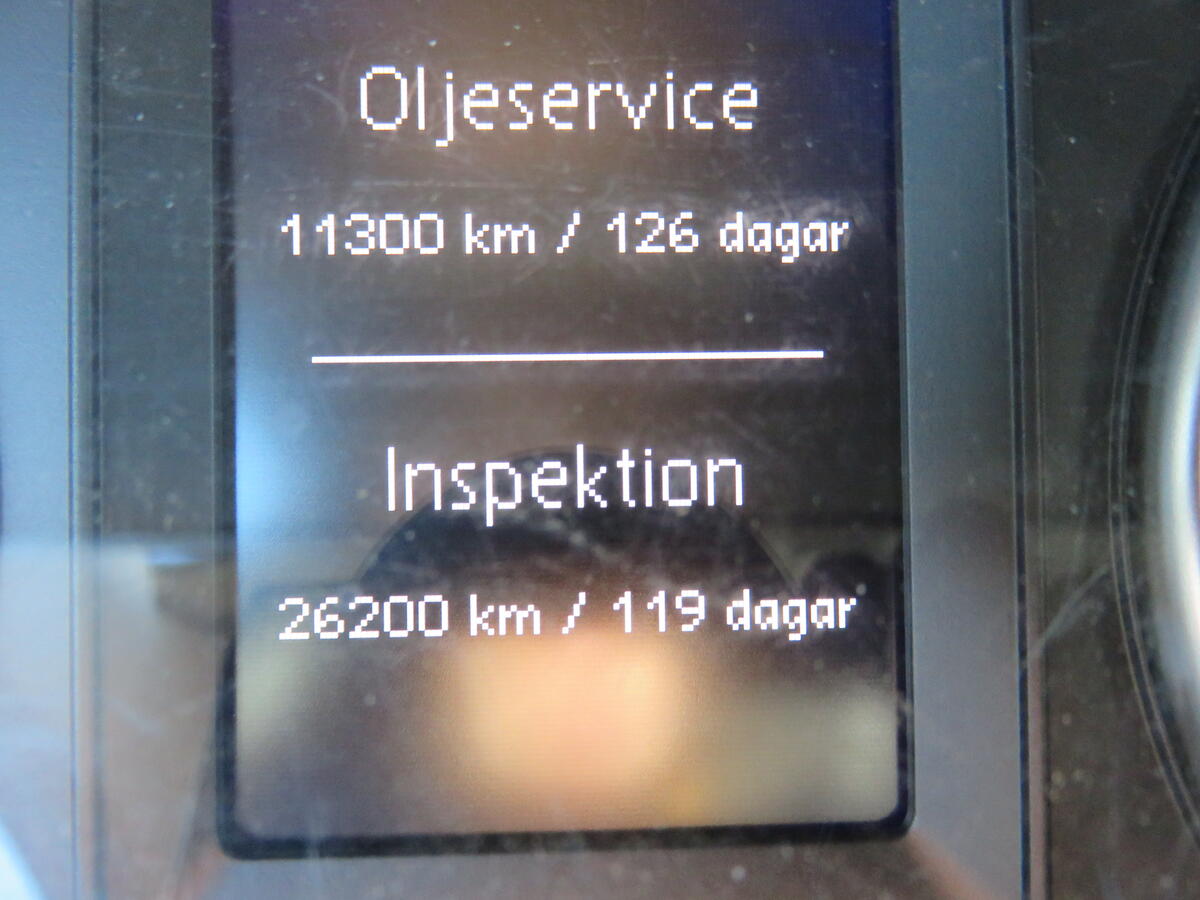 Oljeservice
11300 km / 126 dagar
Inspektion
26200 km / 119 dagar